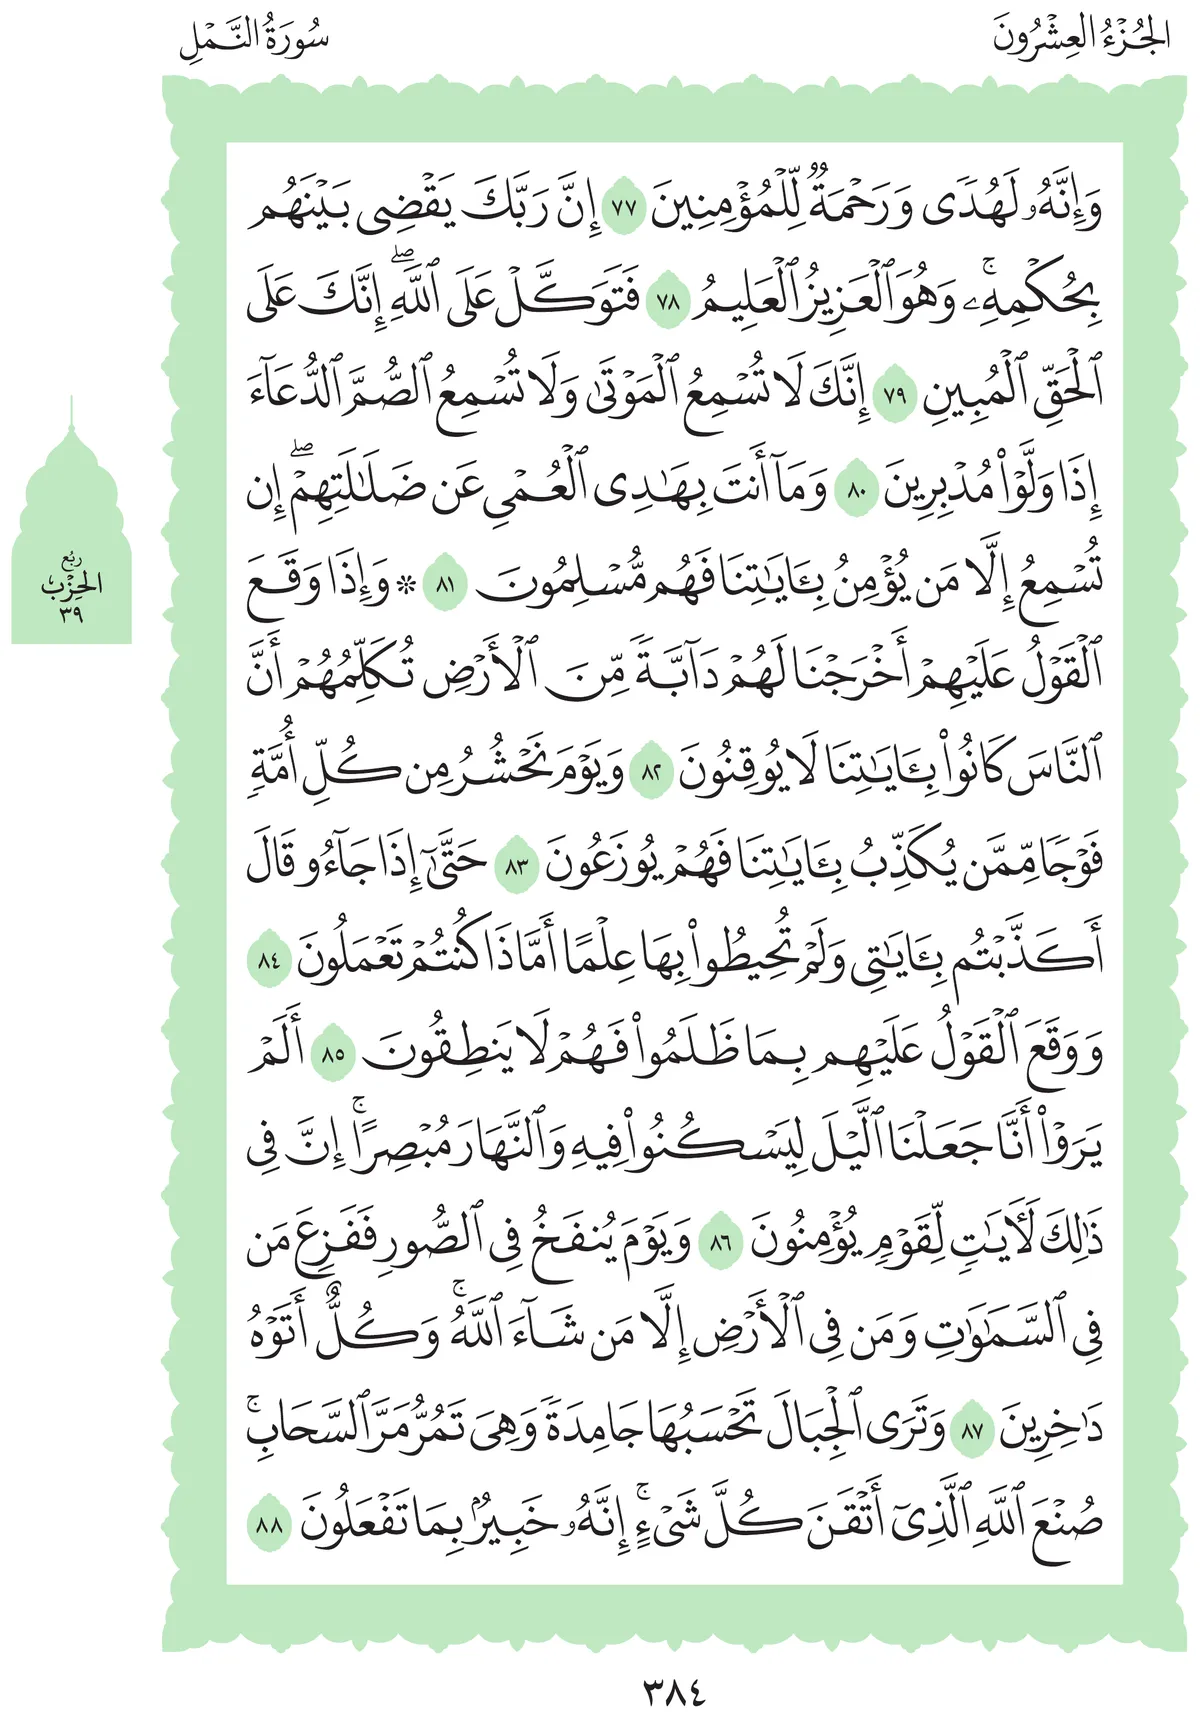 الجُزْءُ العِشْرُونَ
سُورَةُ النَّمْلِ
وَإِنَّهُۥ لَهُدٗى وَرَحۡمَةٞ لِّلۡمُؤۡمِنِينَ ٧٧ إِنَّ رَبَّكَ يَقۡضِي بَيۡنَهُم
بِحُكۡمِهِۦۚ وَهُوَ ٱلۡعَزِيزُ ٱلۡعَلِيمُ ٧٨ فَتَوَكَّلۡ عَلَى ٱللَّهِۖ إِنَّكَ عَلَى
ٱلۡحَقِّ ٱلۡمُبِينِ ٧٩ إِنَّكَ لَا تُسۡمِعُ ٱلۡمَوۡتَىٰ وَلَا تُسۡمِعُ ٱلصُّمَّ ٱلدُّعَآءَ
إِذَا وَلَّوۡاْ مُدۡبِرِينَ ٨٠ وَمَآ أَنتَ بِهَٰدِي ٱلۡعُمۡيِ عَن ضَلَٰلَتِهِمۡۖ إِن
تُسۡمِعُ إِلَّا مَن يُؤۡمِنُ بِـَٔايَٰتِنَا فَهُم مُّسۡلِمُونَ ٨١ ۞ وَإِذَا وَقَعَ
ٱلۡقَوۡلُ عَلَيۡهِمۡ أَخۡرَجۡنَا لَهُمۡ دَآبَّةٗ مِّنَ ٱلۡأَرۡضِ تُكَلِّمُهُمۡ أَنَّ
ٱلنَّاسَ كَانُواْ بِـَٔايَٰتِنَا لَا يُوقِنُونَ ٨٢ وَيَوۡمَ نَحۡشُرُ مِن كُلِّ أُمَّةٖ
فَوۡجٗا مِّمَّن يُكَذِّبُ بِـَٔايَٰتِنَا فَهُمۡ يُوزَعُونَ ٨٣ حَتَّىٰٓ إِذَا جَآءُو قَالَ
أَكَذَّبۡتُم بِـَٔايَٰتِي وَلَمۡ تُحِيطُواْ بِهَا عِلۡمًا أَمَّاذَا كُنتُمۡ تَعۡمَلُونَ ٨٤
وَوَقَعَ ٱلۡقَوۡلُ عَلَيۡهِم بِمَا ظَلَمُواْ فَهُمۡ لَا يَنطِقُونَ ٨٥ أَلَمۡ
يَرَوۡاْ أَنَّا جَعَلۡنَا ٱلَّيۡلَ لِيَسۡكُنُواْ فِيهِ وَٱلنَّهَارَ مُبۡصِرًاۚ إِنَّ فِي
ذَٰلِكَ لَأٓيَٰتٖ لِّقَوۡمٖ يُؤۡمِنُونَ ٨٦ وَيَوۡمَ يُنفَخُ فِي ٱلصُّورِ فَفَزِعَ مَن
فِي ٱلسَّمَٰوَٰتِ وَمَن فِي ٱلۡأَرۡضِ إِلَّا مَن شَآءَ ٱللَّهُۚ وَكُلٌّ أَتَوۡهُ
دَٰخِرِينَ ٨٧ وَتَرَى ٱلۡجِبَالَ تَحۡسَبُهَا جَامِدَةٗ وَهِيَ تَمُرُّ مَرَّ ٱلسَّحَابِۚ
صُنۡعَ ٱللَّهِ ٱلَّذِيٓ أَتۡقَنَ كُلَّ شَيۡءٍۚ إِنَّهُۥ خَبِيرُۢ بِمَا تَفۡعَلُونَ ٨٨
رُبُع
الحِزْب
٣٩
٣٨٤